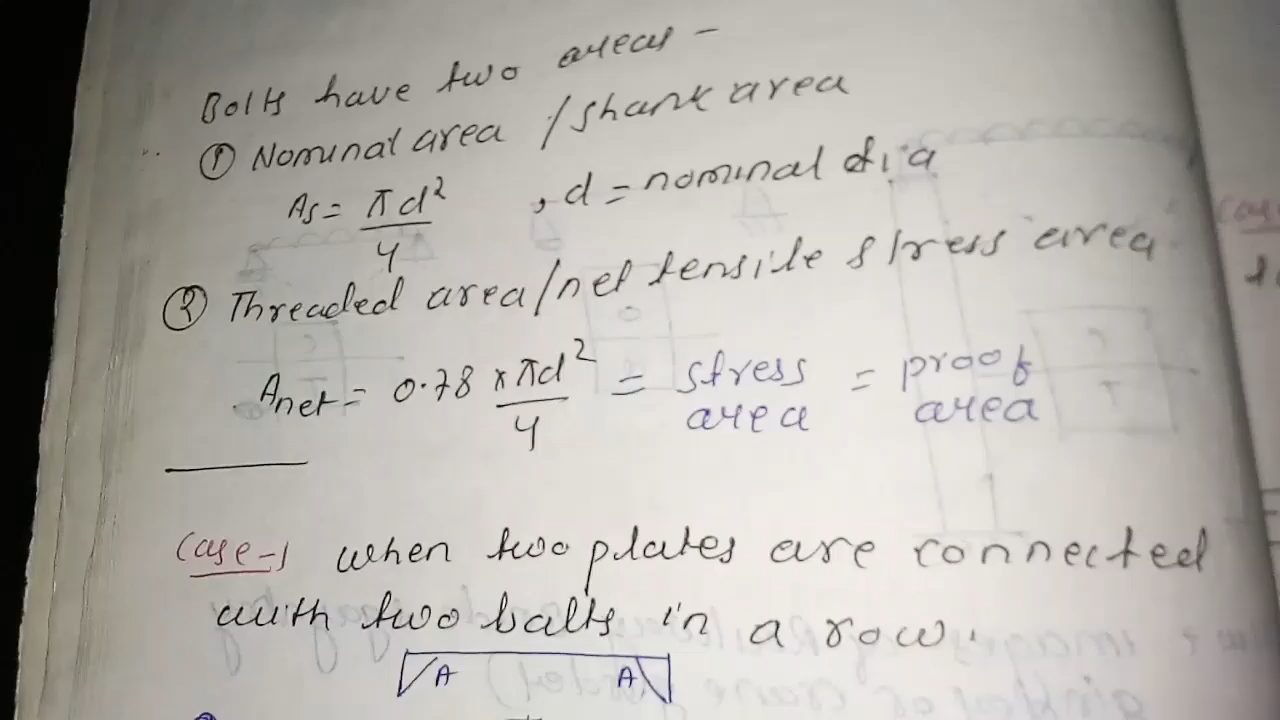 Bolts have two areas -
① Nominal area / shank area
As = πd²/4 , d = nominal dia
② Threaded area/net tensile stress area
Anet = 0.78 × πd²/4 = stress area = proof area
Case-1 when two plates are connected
with two balts in a row.
A A